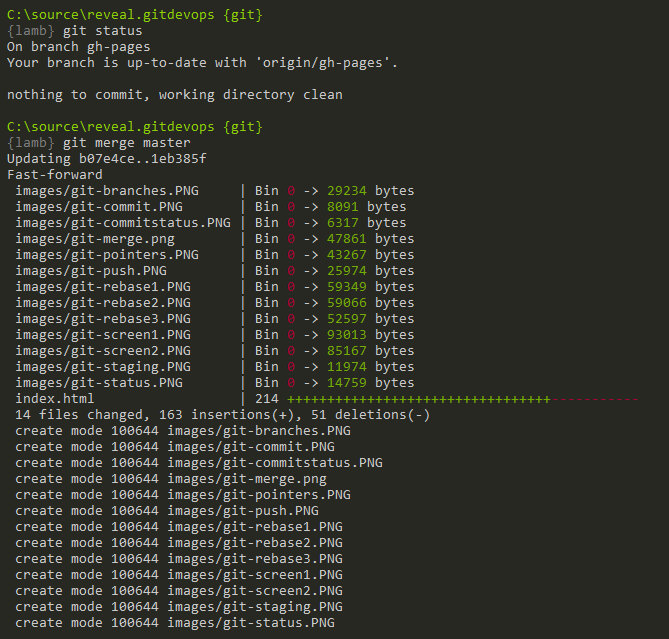 C:\source\reveal.gitdevops {git}
{lamb} git status
On branch gh-pages
Your branch is up-to-date with 'origin/gh-pages'.
nothing to commit, working directory clean
C:\source\reveal.gitdevops {git}
{lamb} git merge master
Updating b07e4ce..1eb385f
Fast-forward
 images/git-branches.PNG     | Bin 0 -> 29234 bytes
 images/git-commit.PNG       | Bin 0 -> 8091 bytes
 images/git-commitstatus.PNG | Bin 0 -> 6317 bytes
 images/git-merge.png        | Bin 0 -> 47861 bytes
 images/git-pointers.PNG     | Bin 0 -> 43267 bytes
 images/git-push.PNG         | Bin 0 -> 25974 bytes
 images/git-rebase1.PNG      | Bin 0 -> 59349 bytes
 images/git-rebase2.PNG      | Bin 0 -> 59066 bytes
 images/git-rebase3.PNG      | Bin 0 -> 52597 bytes
 images/git-screen1.PNG      | Bin 0 -> 93013 bytes
 images/git-screen2.PNG      | Bin 0 -> 85167 bytes
 images/git-staging.PNG      | Bin 0 -> 11974 bytes
 images/git-status.PNG       | Bin 0 -> 14759 bytes
 index.html                  | 214 +++++++++++++++++++++++++++++++++-----------
 14 files changed, 163 insertions(+), 51 deletions(-)
 create mode 100644 images/git-branches.PNG
 create mode 100644 images/git-commit.PNG
 create mode 100644 images/git-commitstatus.PNG
 create mode 100644 images/git-merge.png
 create mode 100644 images/git-pointers.PNG
 create mode 100644 images/git-push.PNG
 create mode 100644 images/git-rebase1.PNG
 create mode 100644 images/git-rebase2.PNG
 create mode 100644 images/git-rebase3.PNG
 create mode 100644 images/git-screen1.PNG
 create mode 100644 images/git-screen2.PNG
 create mode 100644 images/git-staging.PNG
 create mode 100644 images/git-status.PNG